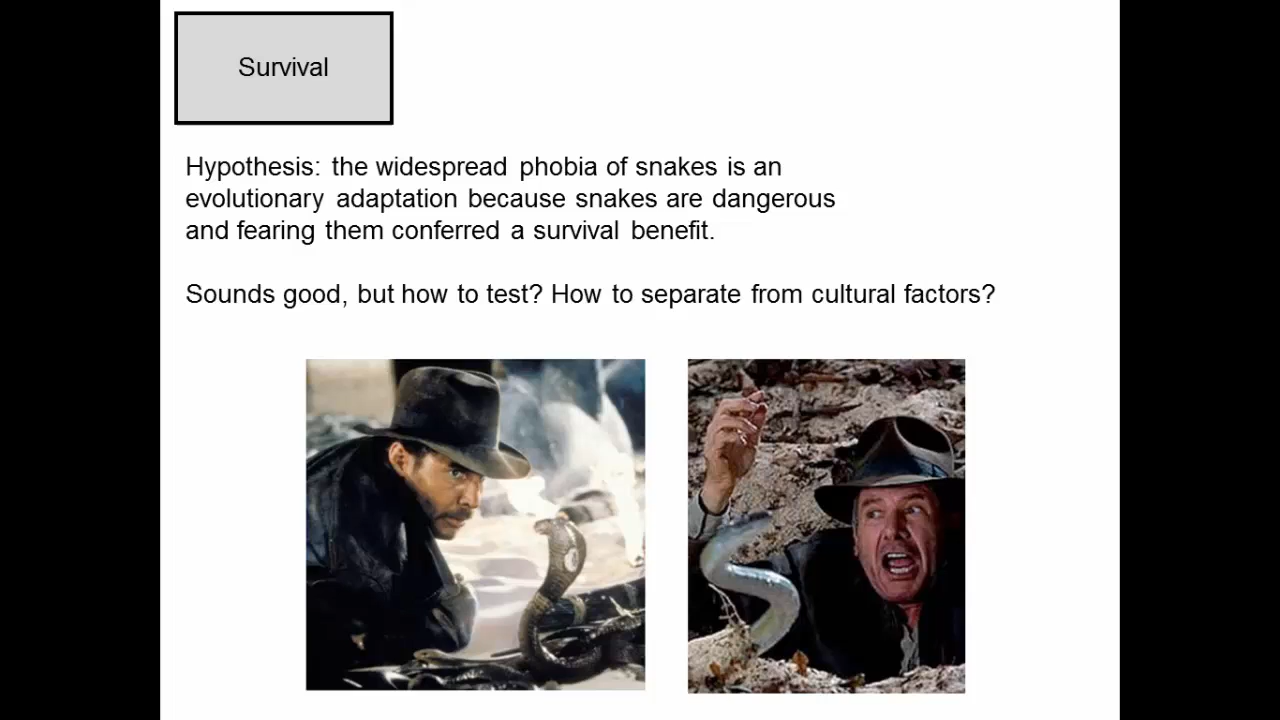 Survival
Hypothesis: the widespread phobia of snakes is an
evolutionary adaptation because snakes are dangerous
and fearing them conferred a survival benefit.
Sounds good, but how to test? How to separate from cultural factors?